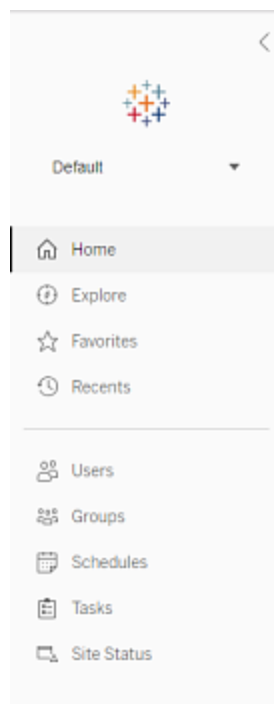 Default
Home
Explore
Favorites
Recents
Users
Groups
Schedules
Tasks
Site Status